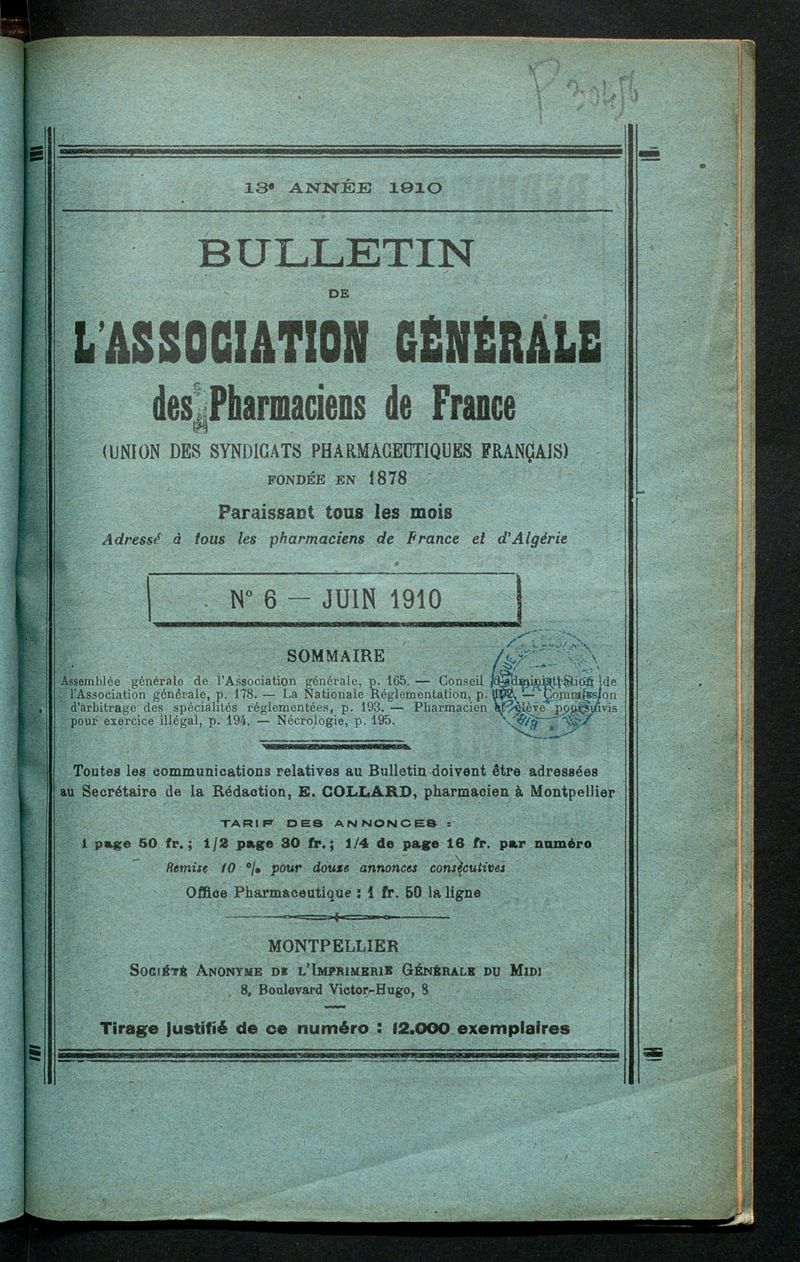 P 30456
13e ANNÉE 1910
BULLETIN
DE
L'ASSOCIATION GÉNÉRALE
des Pharmaciens de France
(UNION DES SYNDICATS PHARMACEUTIQUES FRANÇAIS)
FONDÉE EN 1878
Paraissant tous les mois
Adressé à tous les pharmaciens de France et d'Algérie
N° 6 — JUIN 1910
SOMMAIRE
Assemblée générale de l'Association générale, p. 165. — Conseil d'administration de
l'Association générale, p. 178. — La Nationale Réglementation, p. — Commission
d'arbitrage des spécialités réglementées, p. 193. — Pharmacien et élève poursuivis
pour exercice illégal, p. 194. — Nécrologie, p. 195.
Toutes les communications relatives au Bulletin doivent être adressées
au Secrétaire de la Rédaction, E. COLLARD, pharmacien à Montpellier
TARIF DES ANNONCES :
1 page 50 fr. ; 1/2 page 30 fr. ; 1/4 de page 16 fr. par numéro
Remise 10 % pour douze annonces consécutives
Office Pharmaceutique : 1 fr. 50 la ligne
MONTPELLIER
SOCIÉTÉ ANONYME DE L'IMPRIMERIE GÉNÉRALE DU MIDI
8, Boulevard Victor-Hugo, 8
Tirage justifié de ce numéro : 12.000 exemplaires